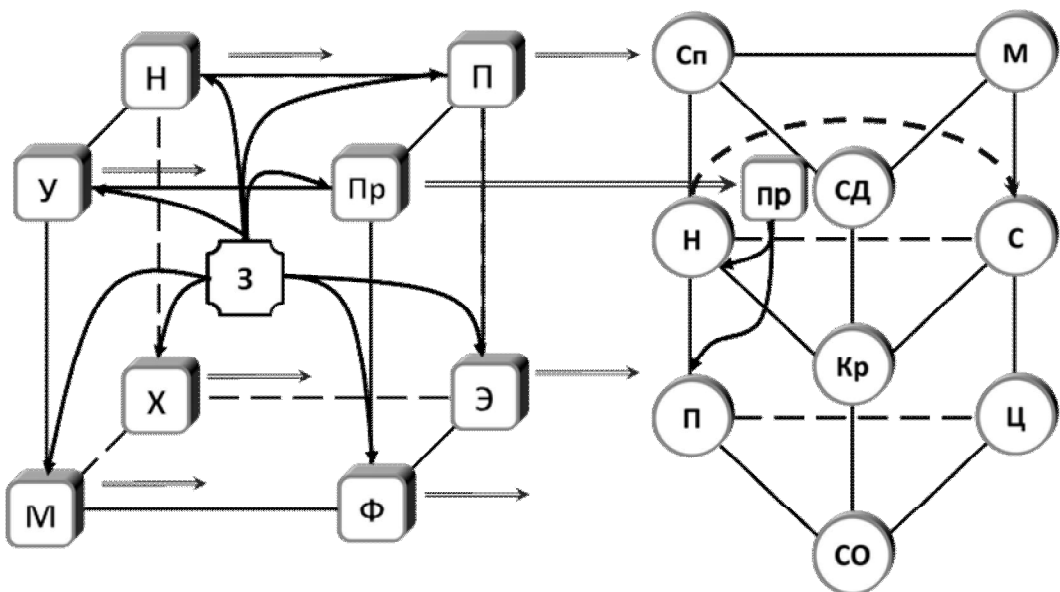 Н
П
Сп
М
У
Пр
пр
СД
Н
С
З
Х
Э
Кр
П
Ц
М
Ф
СО